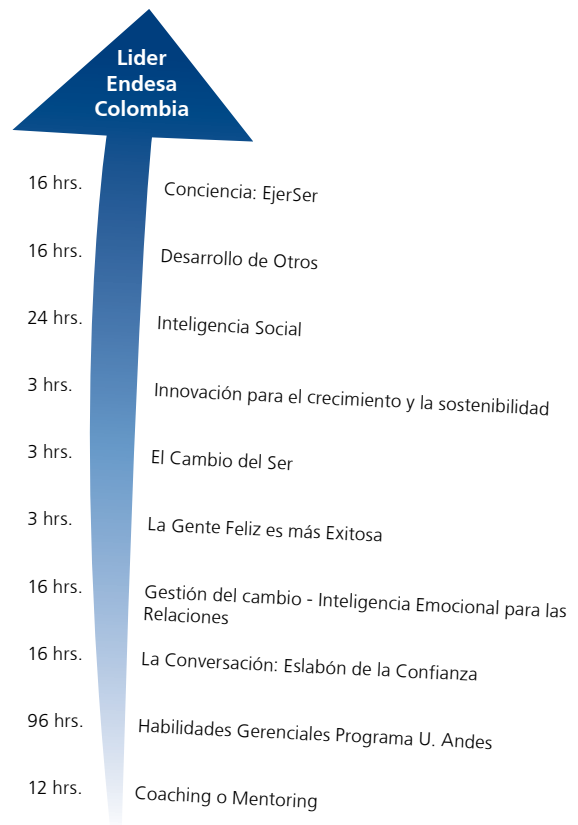 Lider
Endesa
Colombia
16 hrs. Conciencia: EjerSer
16 hrs. Desarrollo de Otros
24 hrs. Inteligencia Social
3 hrs. Innovación para el crecimiento y la sostenibilidad
3 hrs. El Cambio del Ser
3 hrs. La Gente Feliz es más Exitosa
16 hrs. Gestión del cambio - Inteligencia Emocional para las
Relaciones
16 hrs. La Conversación: Eslabón de la Confianza
96 hrs. Habilidades Gerenciales Programa U. Andes
12 hrs. Coaching o Mentoring